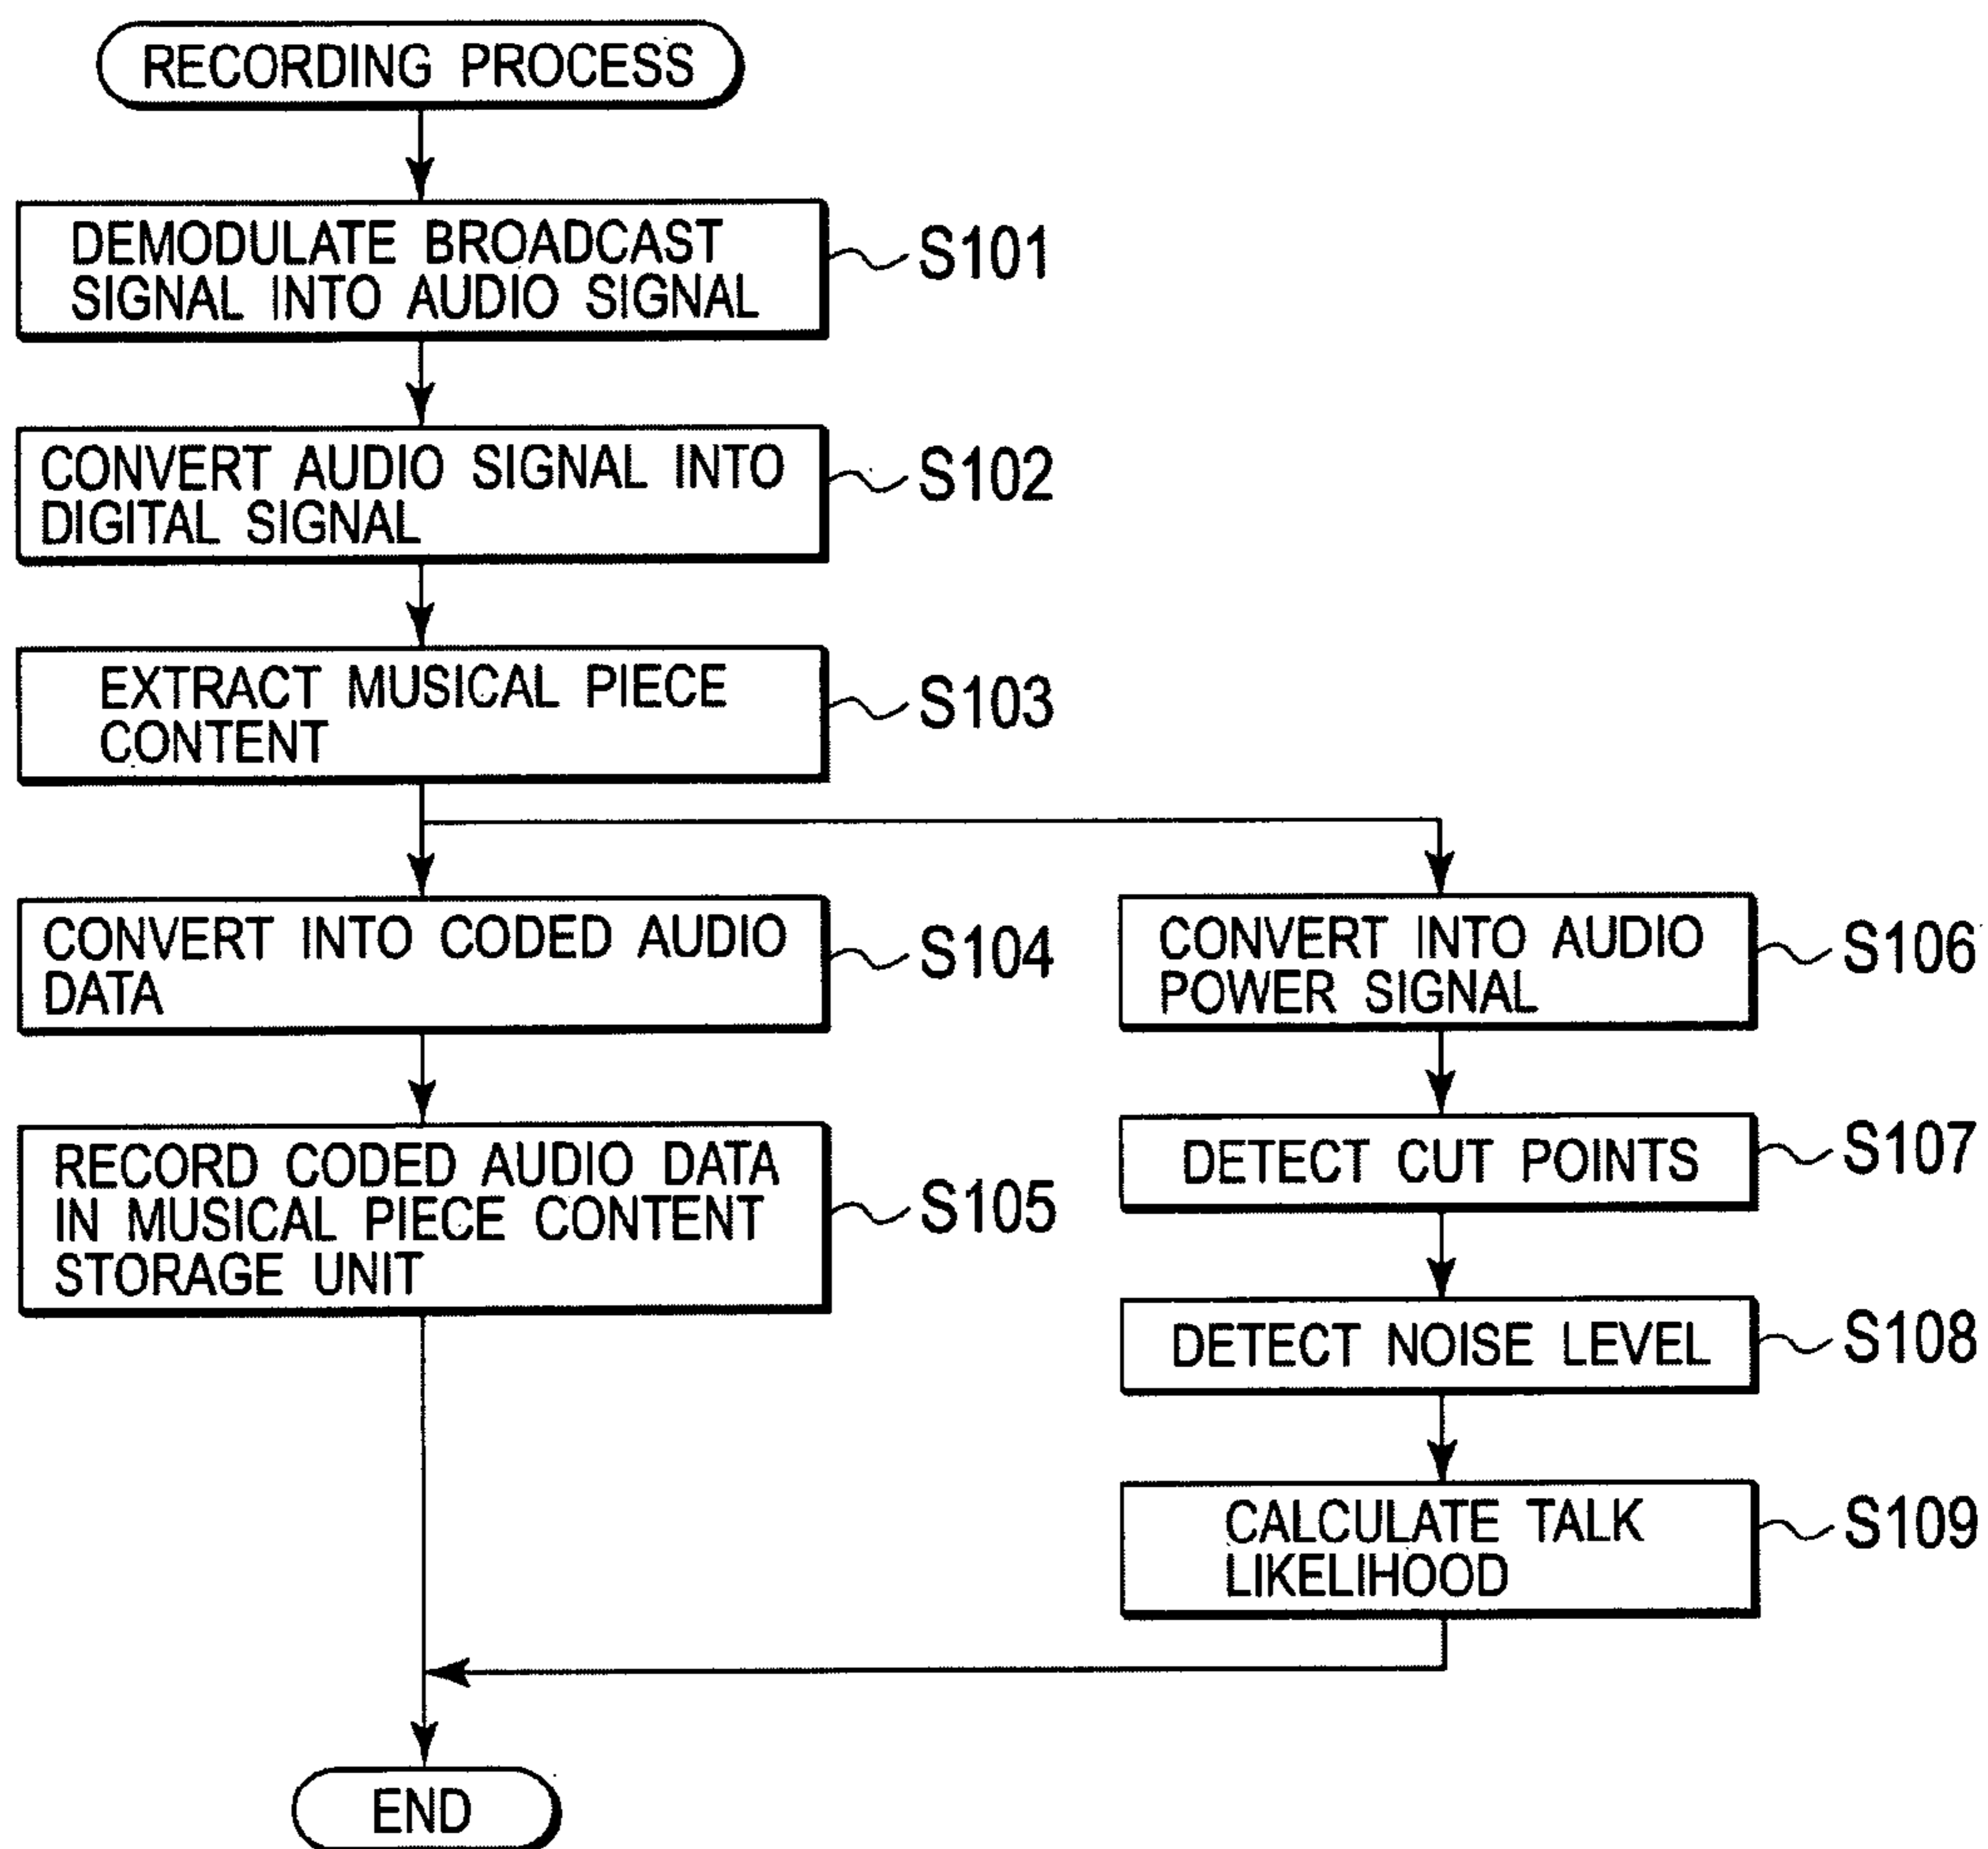 RECORDING PROCESS
DEMODULATE BROADCAST
SIGNAL INTO AUDIO SIGNAL
S101
CONVERT AUDIO SIGNAL INTO
DIGITAL SIGNAL
S102
EXTRACT MUSICAL PIECE
CONTENT
S103
CONVERT INTO CODED AUDIO
DATA
S104
RECORD CODED AUDIO DATA
IN MUSICAL PIECE CONTENT
STORAGE UNIT
S105
CONVERT INTO AUDIO
POWER SIGNAL
S106
DETECT CUT POINTS
S107
DETECT NOISE LEVEL
S108
CALCULATE TALK
LIKELIHOOD
S109
END